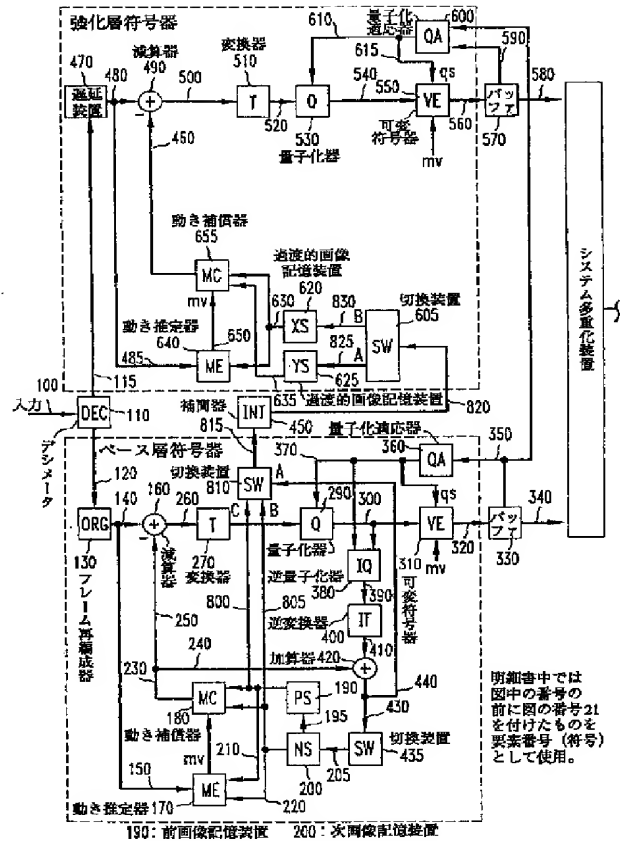 強化層符号器
470
480
減算器
490
500
変換器
510
610
量子化
適応器
600
615
QA
590
580
遅延
装置
T
520
Q
540
530
量子化器
qs
550
VE
可変
符号器
560
バッ
ファ
570
mv
460
動き補償器
655
MC
過渡的画像
記憶装置
620
630
XS
830
B
切換装置
605
SW
mv
動き推定器
640
650
ME
485
825
A
YS
625
635
過渡的画像記憶装置
820
システム多重化装置
100
入力
115
DEC
110
デシメータ
補間器
INT
450
815
量子化適応器
ベース層符号器
120
切換装置
810
SW
A
B
370
360
QA
350
140
160
260
C
290
300
qs
340
ORG
130
T
270
変換器
減算器
Q
量子化器
VE
310
320
バッ
ファ
330
mv
フレーム再編成器
250
800
805
逆量子化器
380
IQ
390
可変符号器
逆変換器
400
IT
410
240
加算器
420
440
230
MC
180
動き補償器
PS
190
195
430
mv
210
NS
200
205
SW
435
切換装置
150
ME
動き推定器
170
220
190:前画像記憶装置 200:次画像記憶装置
明細書中では
図中の番号の
前に図の番号21
を付けたものを
要素番号(符号)
として使用。